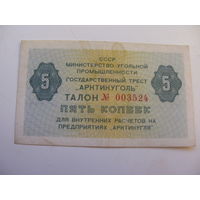 СССР
МИНИСТЕРСТВО УГОЛЬНОЙ
ПРОМЫШЛЕННОСТИ
ГОСУДАРСТВЕННЫЙ ТРЕСТ
"АРКТИКУГОЛЬ"
5 ТАЛОН № 003524 5
ПЯТЬ КОПЕЕК
ДЛЯ ВНУТРЕННИХ РАСЧЕТОВ НА
ПРЕДПРИЯТИЯХ "АРКТИКУГЛЯ"